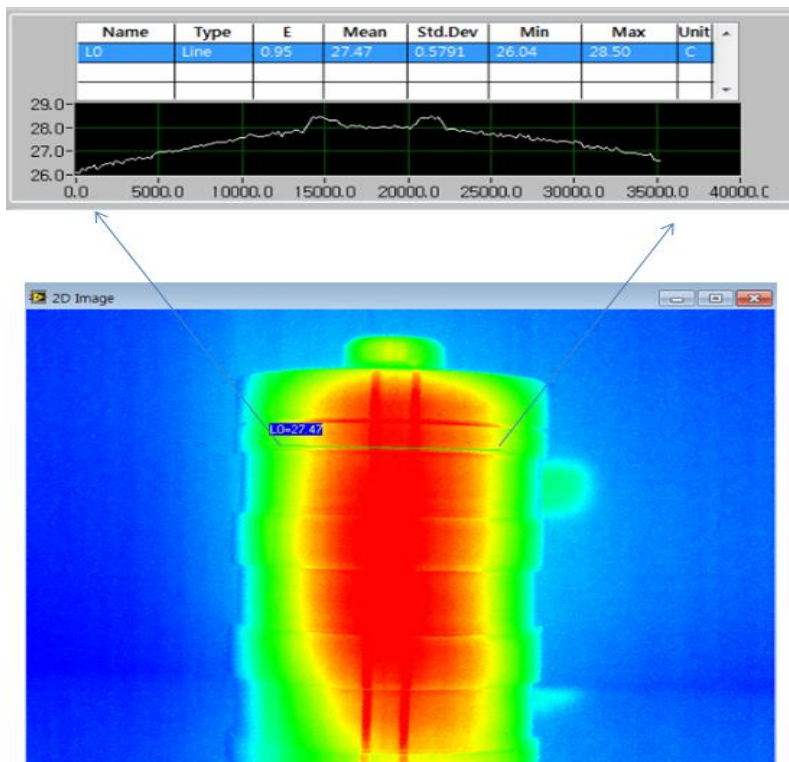 Name Type E Mean Std.Dev Min Max Unit
L0 Line 0.95 27.47 0.5791 26.04 28.50 C
29.0
28.0
27.0
26.0
0.0 5000.0 10000.0 15000.0 20000.0 25000.0 30000.0 35000.0 40000.0
2D Image
L0=27.47